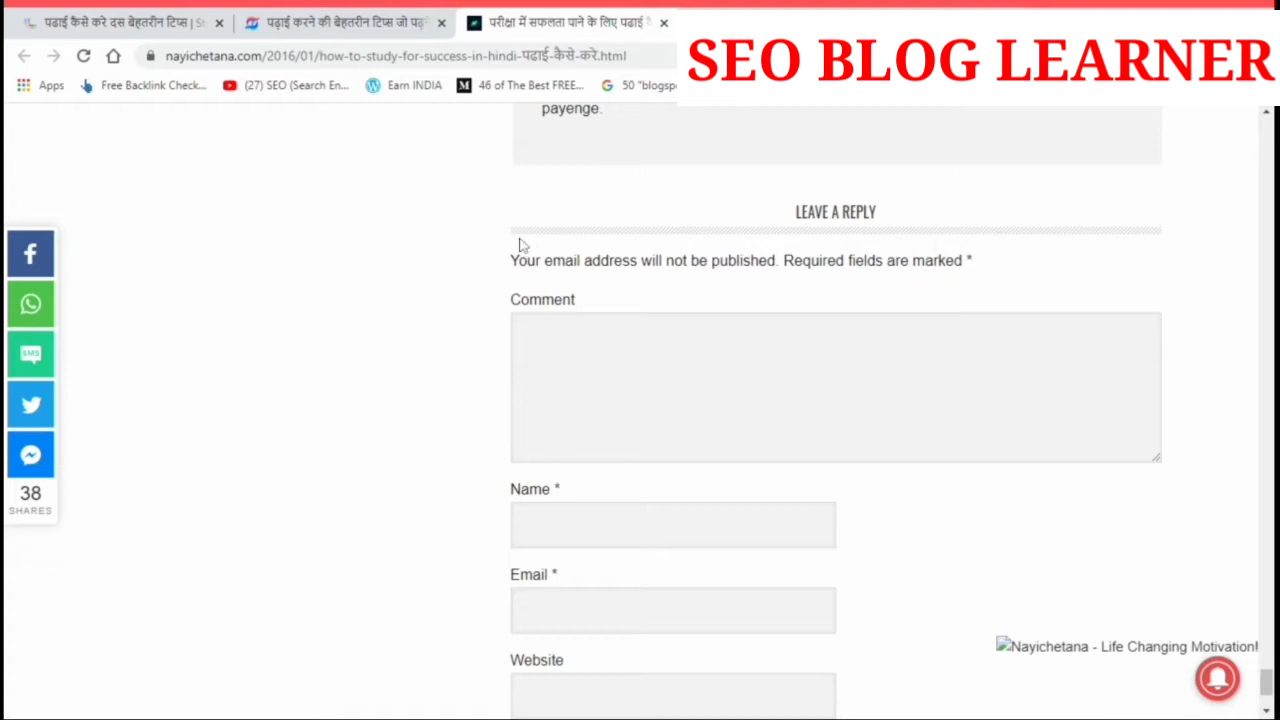 पढाई कैसे करे दस बेहतरीन टिप्स | S
पढ़ाई करने की बेहतरीन टिप्स जो
परीक्षा में सफलता पाने के लिए पढाई
nayichetana.com/2016/01/how-to-study-for-success-in-hindi-पढाई-कैसे-करे.html
SEO BLOG LEARNER
Apps
Free Backlink Check...
(27) SEO (Search En...
Earn INDIA
46 of The Best FREE...
50 "blogsp
payenge.
LEAVE A REPLY
Your email address will not be published. Required fields are marked *
Comment
Name *
Email *
Website
SMS
38
SHARES
Nayichetana - Life Changing Motivation!